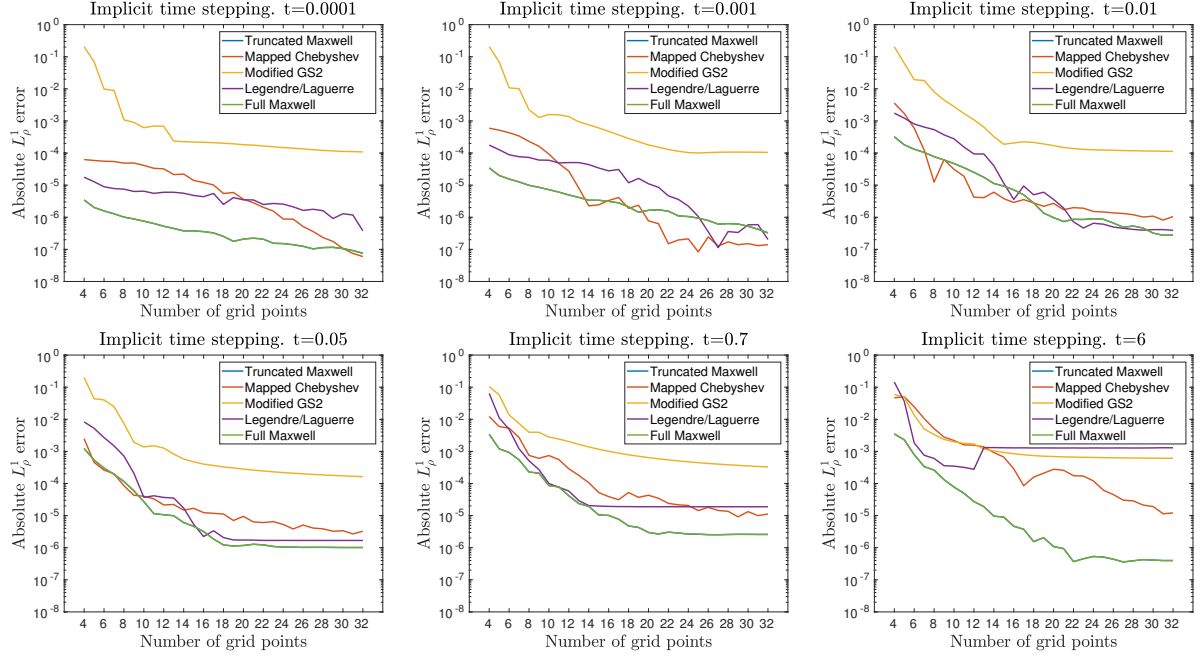 Implicit time stepping. t=0.0001
Absolute L¹ρ error
10⁰
10⁻¹
10⁻²
10⁻³
10⁻⁴
10⁻⁵
10⁻⁶
10⁻⁷
10⁻⁸
Truncated Maxwell
Mapped Chebyshev
Modified GS2
Legendre/Laguerre
Full Maxwell
4 6 8 10 12 14 16 18 20 22 24 26 28 30 32
Number of grid points
Implicit time stepping. t=0.001
Absolute L¹ρ error
10⁰
10⁻¹
10⁻²
10⁻³
10⁻⁴
10⁻⁵
10⁻⁶
10⁻⁷
10⁻⁸
Truncated Maxwell
Mapped Chebyshev
Modified GS2
Legendre/Laguerre
Full Maxwell
4 6 8 10 12 14 16 18 20 22 24 26 28 30 32
Number of grid points
Implicit time stepping. t=0.01
Absolute L¹ρ error
10⁰
10⁻¹
10⁻²
10⁻³
10⁻⁴
10⁻⁵
10⁻⁶
10⁻⁷
10⁻⁸
Truncated Maxwell
Mapped Chebyshev
Modified GS2
Legendre/Laguerre
Full Maxwell
4 6 8 10 12 14 16 18 20 22 24 26 28 30 32
Number of grid points
Implicit time stepping. t=0.05
Absolute L¹ρ error
10⁰
10⁻¹
10⁻²
10⁻³
10⁻⁴
10⁻⁵
10⁻⁶
10⁻⁷
10⁻⁸
Truncated Maxwell
Mapped Chebyshev
Modified GS2
Legendre/Laguerre
Full Maxwell
4 6 8 10 12 14 16 18 20 22 24 26 28 30 32
Number of grid points
Implicit time stepping. t=0.7
Absolute L¹ρ error
10⁰
10⁻¹
10⁻²
10⁻³
10⁻⁴
10⁻⁵
10⁻⁶
10⁻⁷
10⁻⁸
Truncated Maxwell
Mapped Chebyshev
Modified GS2
Legendre/Laguerre
Full Maxwell
4 6 8 10 12 14 16 18 20 22 24 26 28 30 32
Number of grid points
Implicit time stepping. t=6
Absolute L¹ρ error
10⁰
10⁻¹
10⁻²
10⁻³
10⁻⁴
10⁻⁵
10⁻⁶
10⁻⁷
10⁻⁸
Truncated Maxwell
Mapped Chebyshev
Modified GS2
Legendre/Laguerre
Full Maxwell
4 6 8 10 12 14 16 18 20 22 24 26 28 30 32
Number of grid points